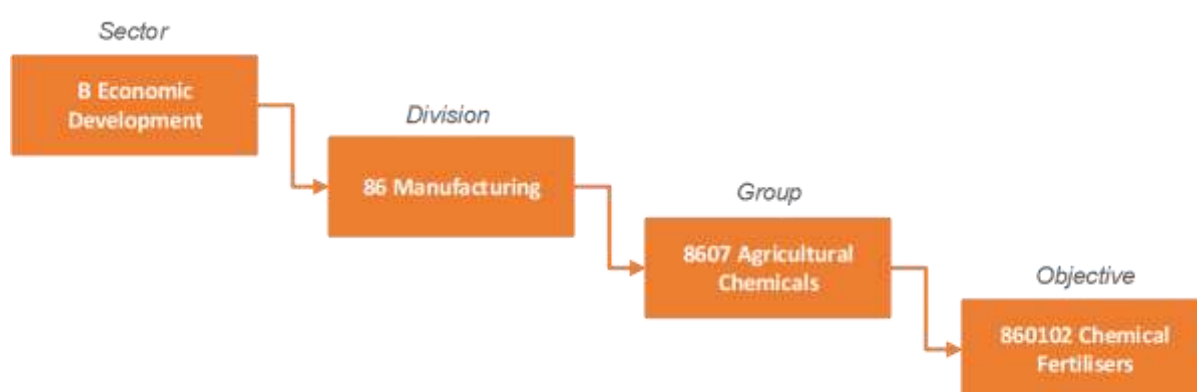 Sector
B Economic
Development
Division
86 Manufacturing
Group
8607 Agricultural
Chemicals
Objective
860102 Chemical
Fertilisers